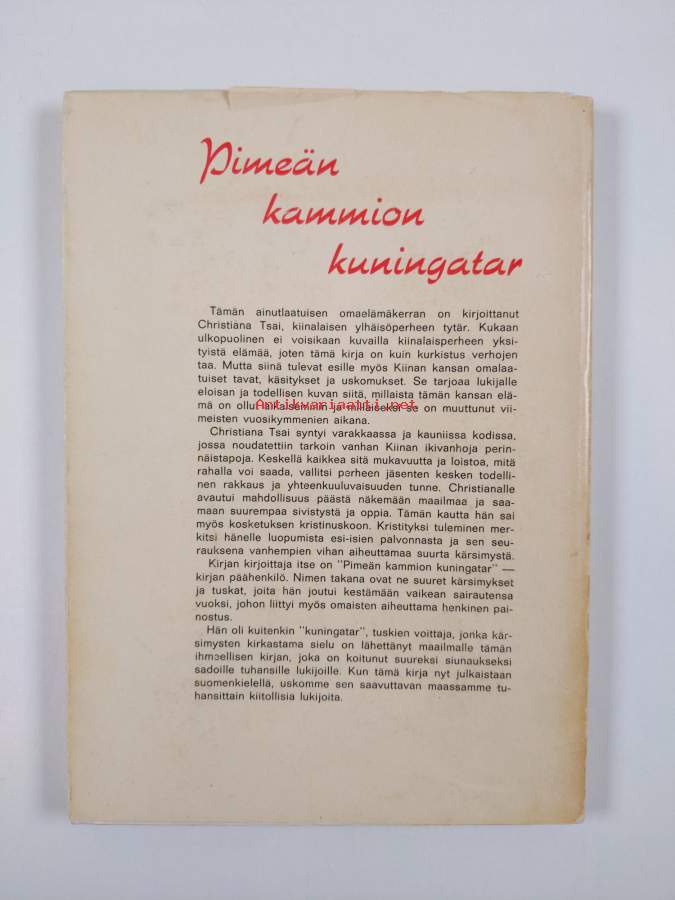 Pimeän
kammion
kuningatar
Tämän ainutlaatuisen omaelämäkerran on kirjoittanut
Christiana Tsai, kiinalaisen ylhäisöperheen tytär. Kukaan
ulkopuolinen ei voisikaan kuvailla kiinalaisperheen yksi-
tyistä elämää, joten tämä kirja on kuin kurkistus verhojen
taa. Mutta siinä tulevat esille myös Kiinan kansan omalaa-
tuiset tavat, käsitykset ja uskomukset. Se tarjoaa lukijalle
eloisan ja todellisen kuvan siitä, millaista tämän kansan elä-
mä on ollut aikaisemmin ja millaiseksi se on muuttunut vii-
Antikvariaatti.net
meisten vuosikymmenien aikana.
Christiana Tsai syntyi varakkaassa ja kauniissa kodissa,
jossa noudatettiin tarkoin vanhan Kiinan ikivanhoja perin-
näistapoja. Keskellä kaikkea sitä mukavuutta ja loistoa, mitä
rahalla voi saada, vallitsi perheen jäsenten kesken todelli-
nen rakkaus ja yhteenkuuluvaisuuden tunne. Christianalle
avautui mahdollisuus päästä näkemään maailmaa ja saa-
maan suurempaa sivistystä ja oppia. Tämän kautta hän sai
myös kosketuksen kristinuskoon. Kristityksi tuleminen mer-
kitsi hänelle luopumista esi-isien palvonnasta ja sen seu-
rauksena vanhempien vihan aiheuttamaa suurta kärsimystä.
Kirjan kirjoittaja itse on "Pimeän kammion kuningatar" —
kirjan päähenkilö. Nimen takana ovat ne suuret kärsimykset
ja tuskat, joita hän joutui kestämään vaikean sairautensa
vuoksi, johon liittyi myös omaisten aiheuttama henkinen pai-
nostus.
Hän oli kuitenkin "kuningatar", tuskien voittaja, jonka kär-
simysten kirkastama sielu on lähettänyt maailmalle tämän
ihmeellisen kirjan, joka on koitunut suureksi siunaukseksi
sadoille tuhansille lukijoille. Kun tämä kirja nyt julkaistaan
suomenkielellä, uskomme sen saavuttavan maassamme tu-
hansittain kiitollisia lukijoita.